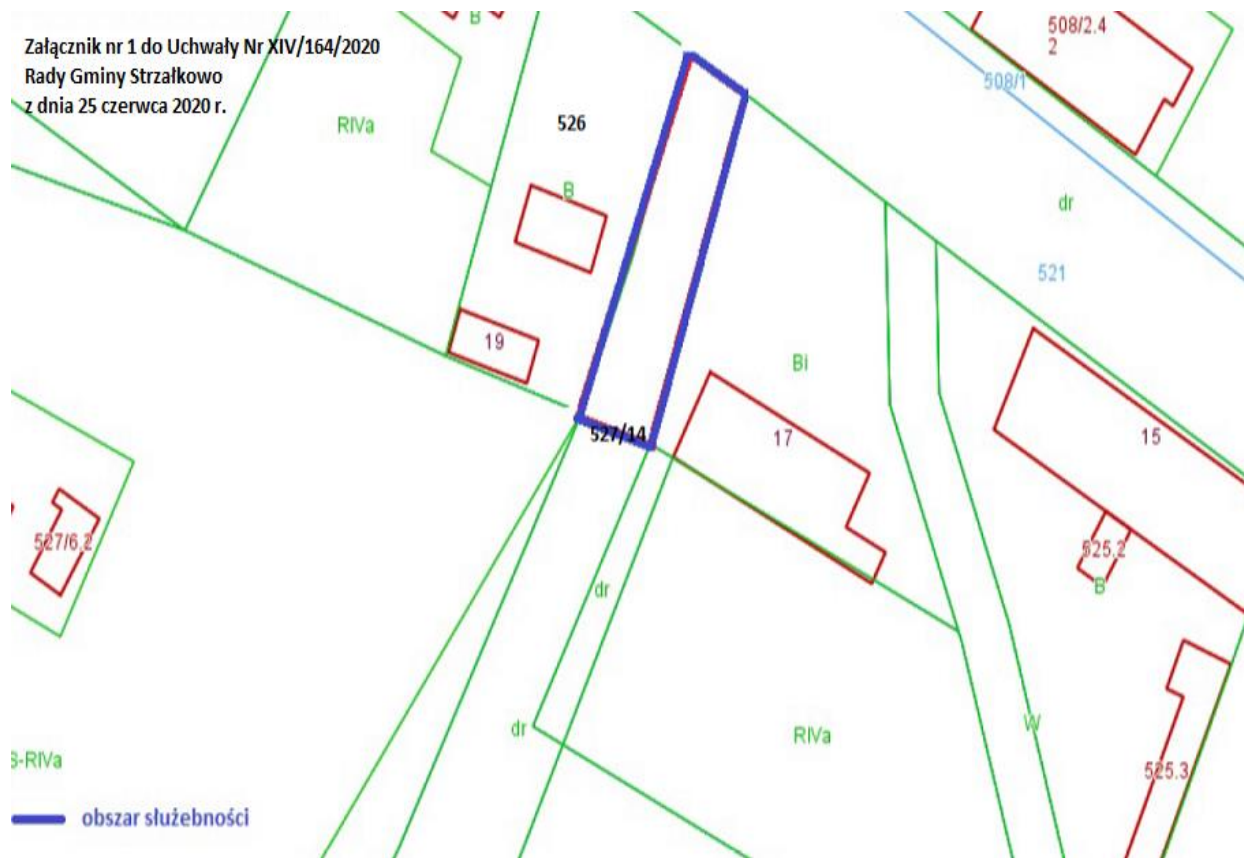 Załącznik nr 1 do Uchwały Nr XIV/164/2020
Rady Gminy Strzałkowo
z dnia 25 czerwca 2020 r.
B
508/2.4
2
508/1
RIVa
526
B
dr
521
19
Bi
17
15
527/14
527/6.2
525.2
B
dr
dr
RIVa
W
S-RIVa
525.3
obszar służebności